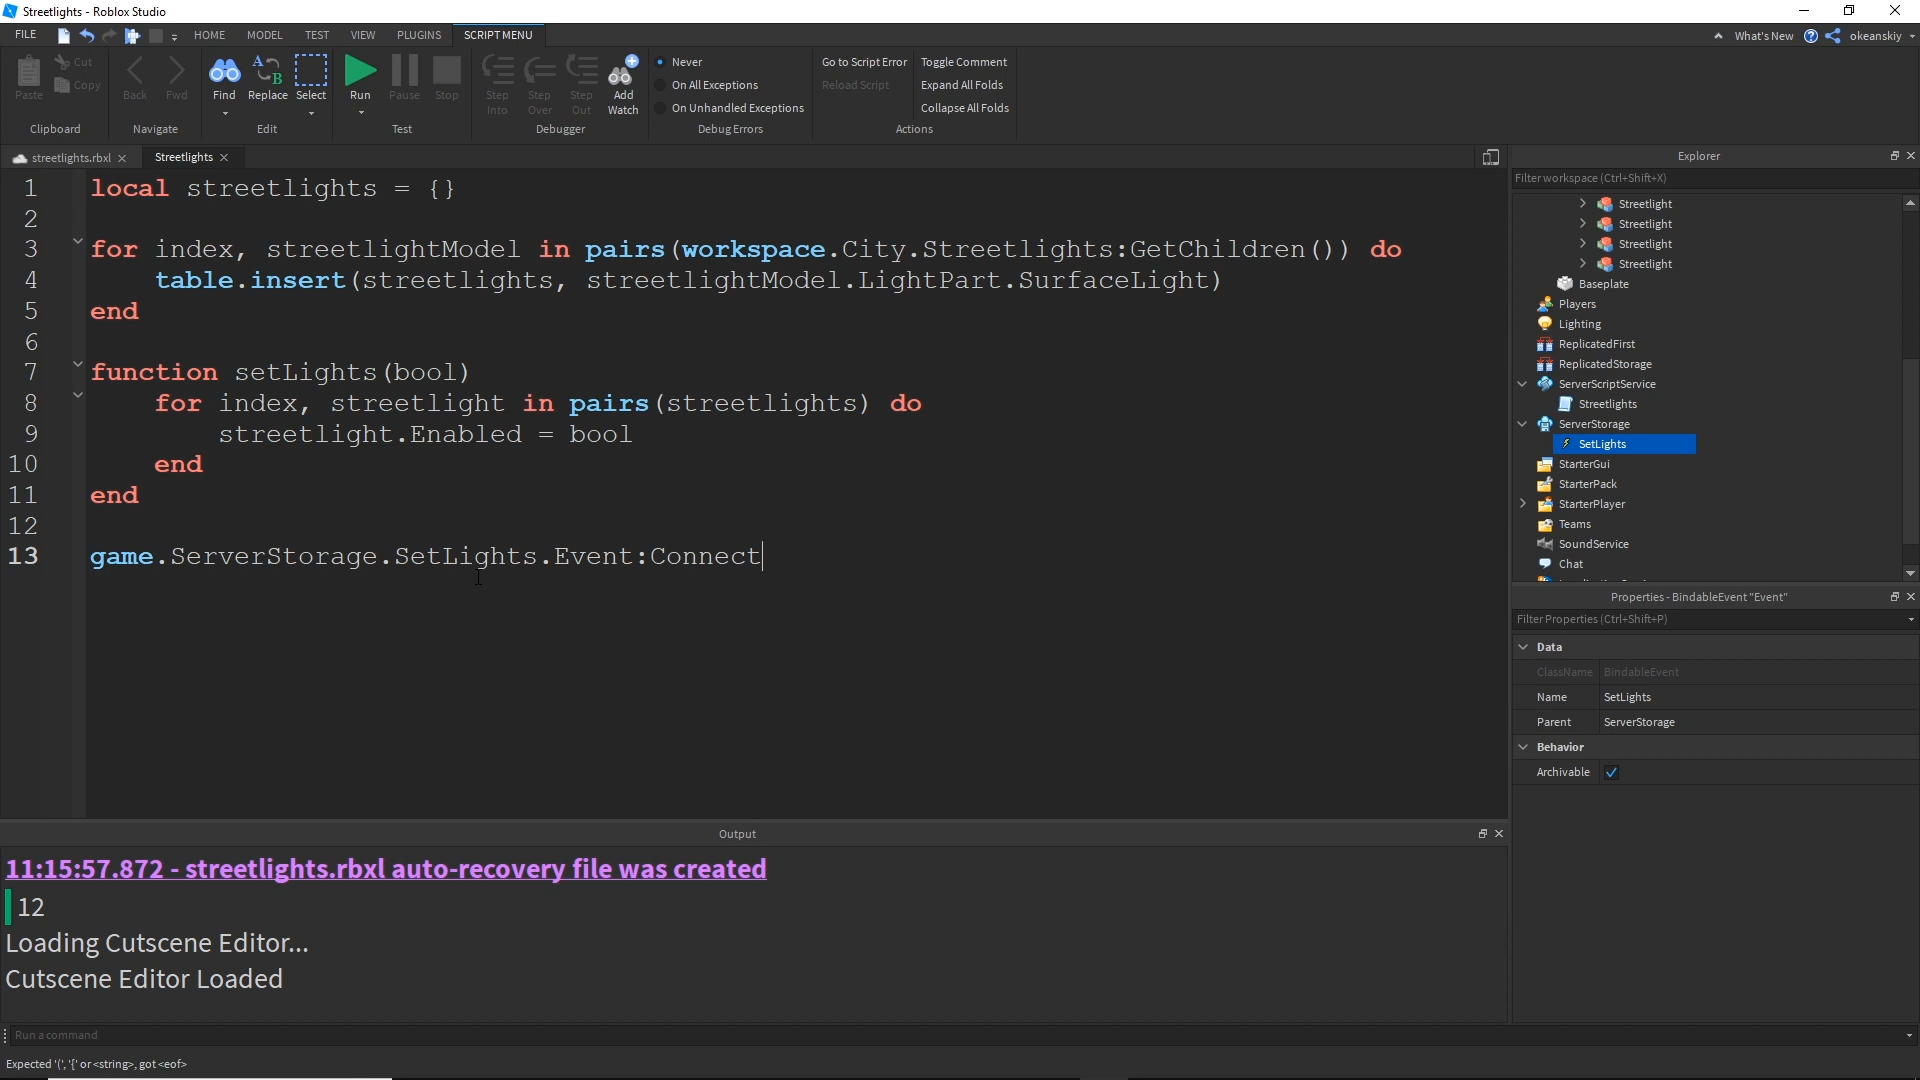 Streetlights - Roblox Studio
FILE HOME MODEL TEST VIEW PLUGINS SCRIPT MENU What's New okeanskiy
Paste Cut Copy Back Fwd Find Replace Select Run Pause Stop Step Into Step Over Step Out Add Watch
Never
On All Exceptions
On Unhandled Exceptions
Go to Script Error
Reload Script
Toggle Comment
Expand All Folds
Collapse All Folds
Clipboard Navigate Edit Test Debugger Debug Errors Actions
streetlights.rbxl Streetlights
1 local streetlights = {}
2
3 for index, streetlightModel in pairs(workspace.City.Streetlights:GetChildren()) do
4 table.insert(streetlights, streetlightModel.LightPart.SurfaceLight)
5 end
6
7 function setLights(bool)
8 for index, streetlight in pairs(streetlights) do
9 streetlight.Enabled = bool
10 end
11 end
12
13 game.ServerStorage.SetLights.Event:Connect
Explorer
Filter workspace (Ctrl+Shift+X)
Streetlight
Streetlight
Streetlight
Streetlight
Baseplate
Players
Lighting
ReplicatedFirst
ReplicatedStorage
ServerScriptService
Streetlights
ServerStorage
SetLights
StarterGui
StarterPack
StarterPlayer
Teams
SoundService
Chat
Properties - BindableEvent "Event"
Filter Properties (Ctrl+Shift+P)
Data
ClassName BindableEvent
Name SetLights
Parent ServerStorage
Behavior
Archivable
Output
11:15:57.872 - streetlights.rbxl auto-recovery file was created
12
Loading Cutscene Editor...
Cutscene Editor Loaded
Run a command
Expected '(', '{' or <string>, got <eof>